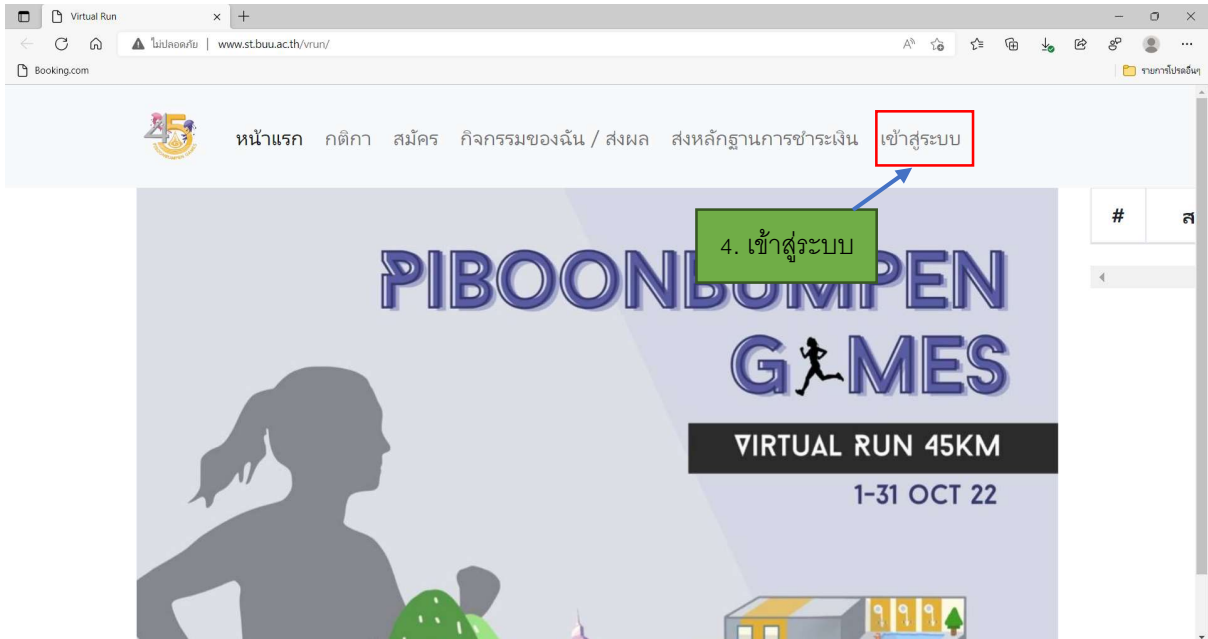 Virtual Run
ไม่ปลอดภัย | www.st.buu.ac.th/vrun/
Booking.com
รายการโปรดอื่นๆ
45
หน้าแรก กติกา สมัคร กิจกรรมของฉัน / ส่งผล ส่งหลักฐานการชำระเงิน เข้าสู่ระบบ
# ส
4. เข้าสู่ระบบ
PIBOONBUMPEN
GAMES
VIRTUAL RUN 45KM
1-31 OCT 22